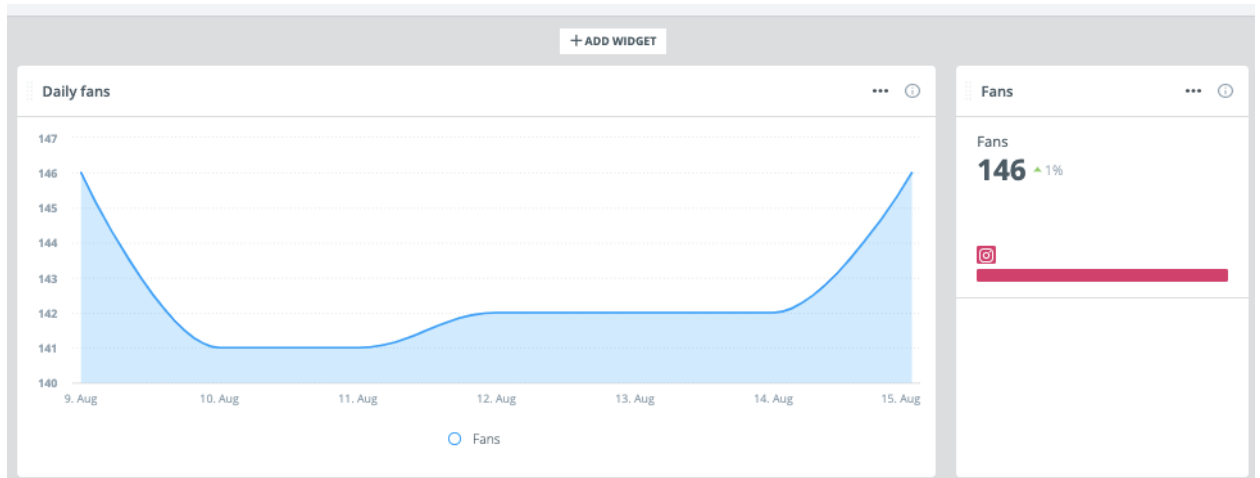 + ADD WIDGET
Daily fans
147
146
145
144
143
142
141
140
9. Aug 10. Aug 11. Aug 12. Aug 13. Aug 14. Aug 15. Aug
Fans
Fans
Fans
146 1%